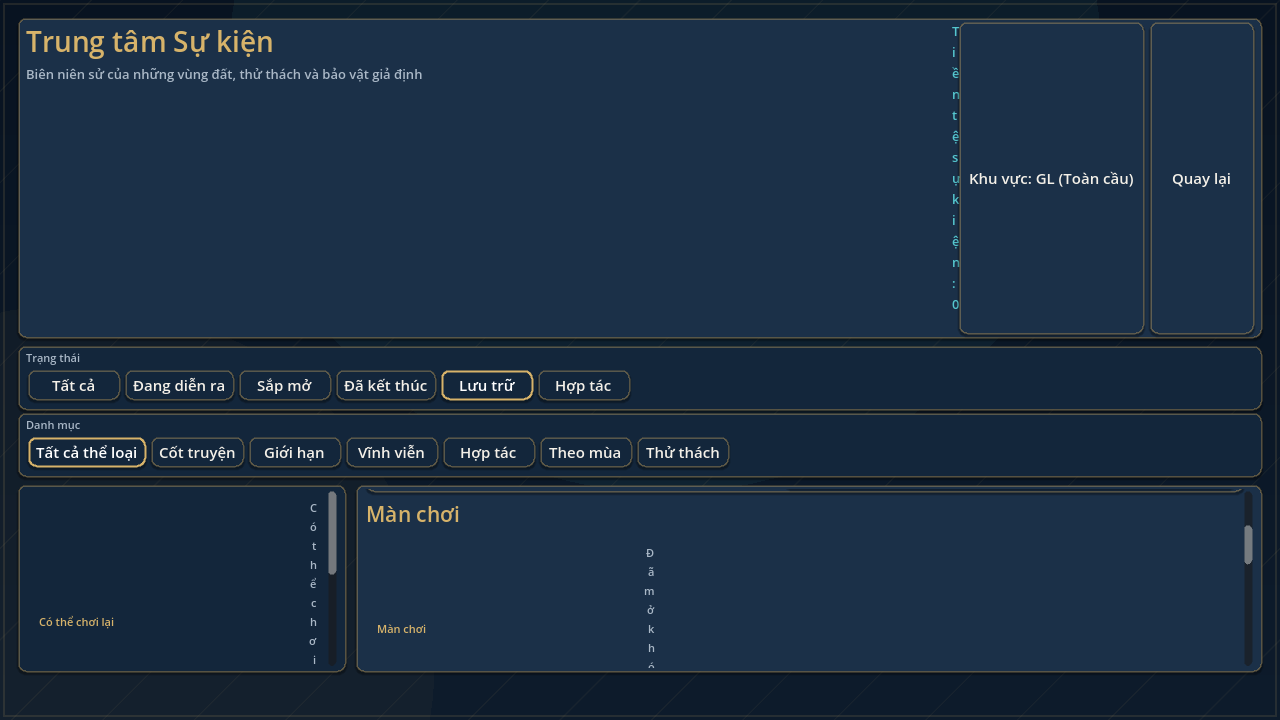 Trung tâm Sự kiện
Biên niên sử của những vùng đất, thử thách và bảo vật giả định
Tiền tệ sự kiện: 0
Khu vực: GL (Toàn cầu)
Quay lại
Trạng thái
Tất cả
Đang diễn ra
Sắp mở
Đã kết thúc
Lưu trữ
Hợp tác
Danh mục
Tất cả thể loại
Cốt truyện
Giới hạn
Vĩnh viễn
Hợp tác
Theo mùa
Thử thách
Có thể chơi lại
Có thể chơi
Màn chơi
Màn chơi
Đã mở kh